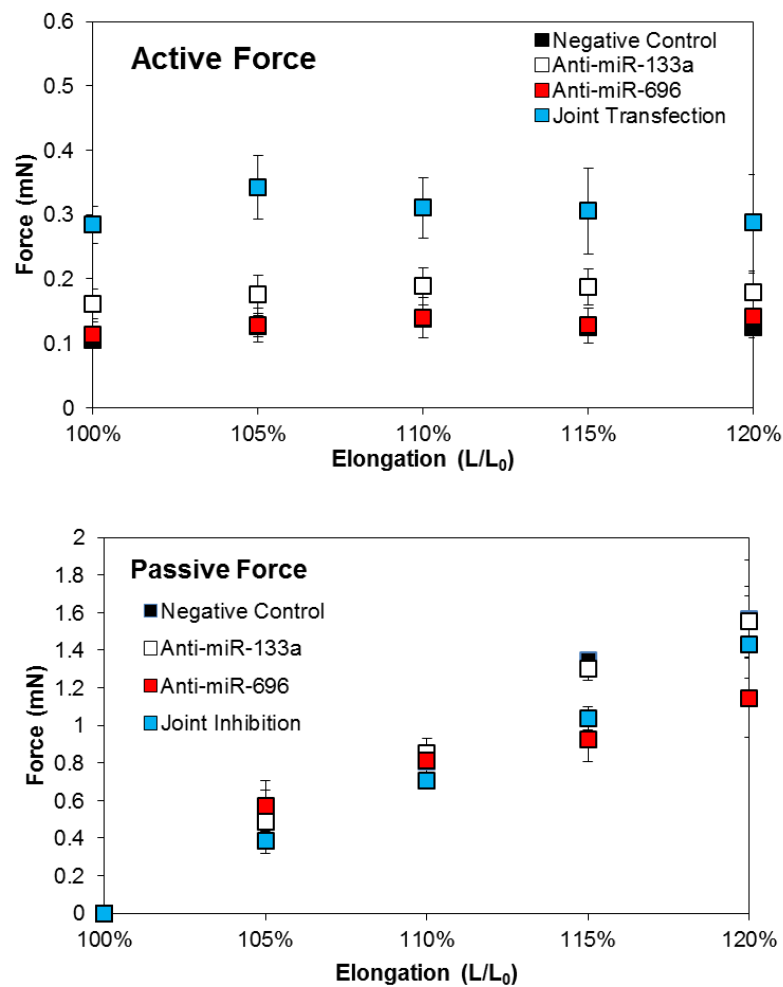 Active Force
Negative Control
Anti-miR-133a
Anti-miR-696
Joint Transfection
Force (mN)
0.6
0.5
0.4
0.3
0.2
0.1
0
100% 105% 110% 115% 120%
Elongation (L/L₀)
Passive Force
Negative Control
Anti-miR-133a
Anti-miR-696
Joint Inhibition
Force (mN)
2
1.8
1.6
1.4
1.2
1
0.8
0.6
0.4
0.2
0
100% 105% 110% 115% 120%
Elongation (L/L₀)